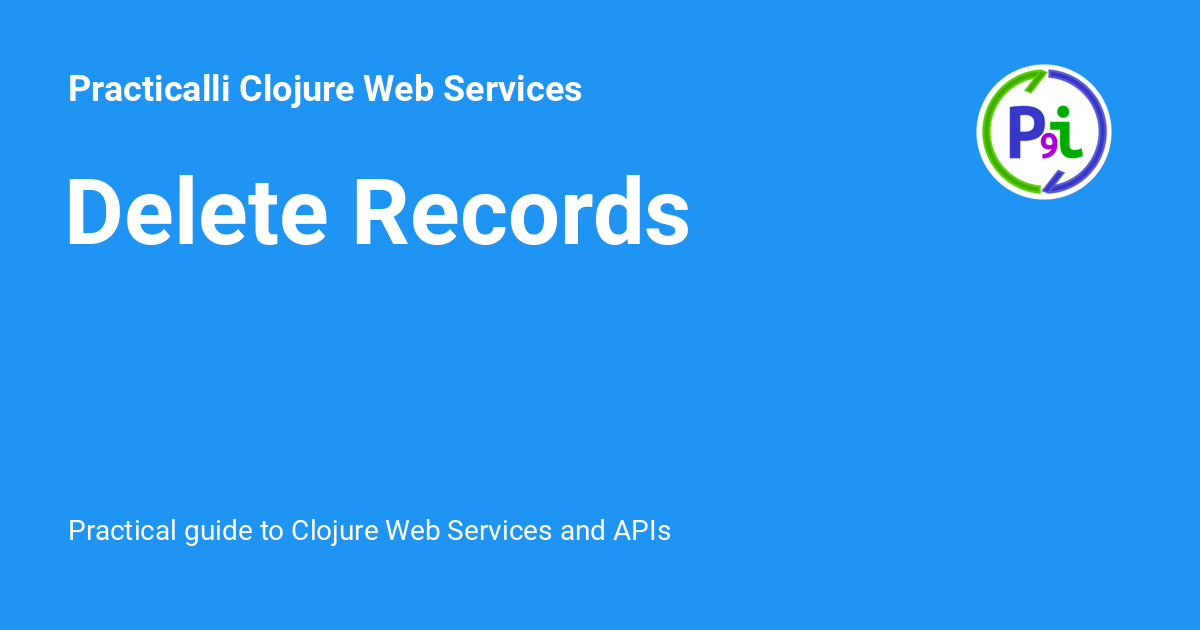 Practicalli Clojure Web Services
P9i
Delete Records
Practical guide to Clojure Web Services and APIs